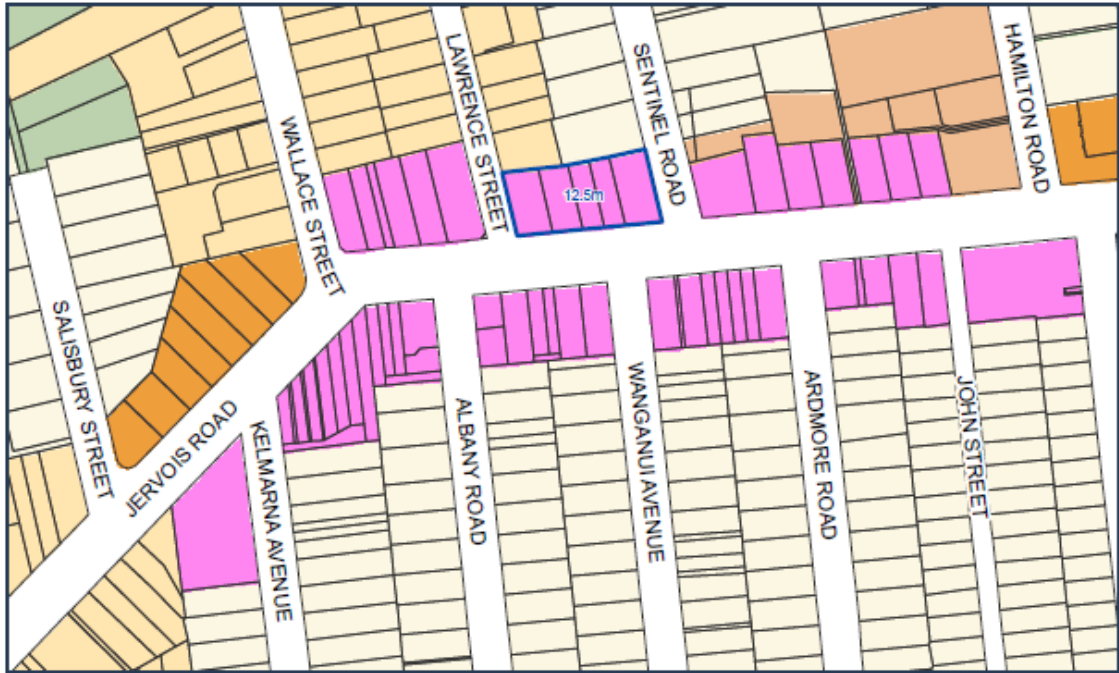 WALLACE STREET
LAWRENCE STREET
SENTINEL ROAD
HAMILTON ROAD
12.5m
SALISBURY STREET
JERVOIS ROAD
KELMARNA AVENUE
ALBANY ROAD
WANGANUI AVENUE
ARDMORE ROAD
JOHN STREET